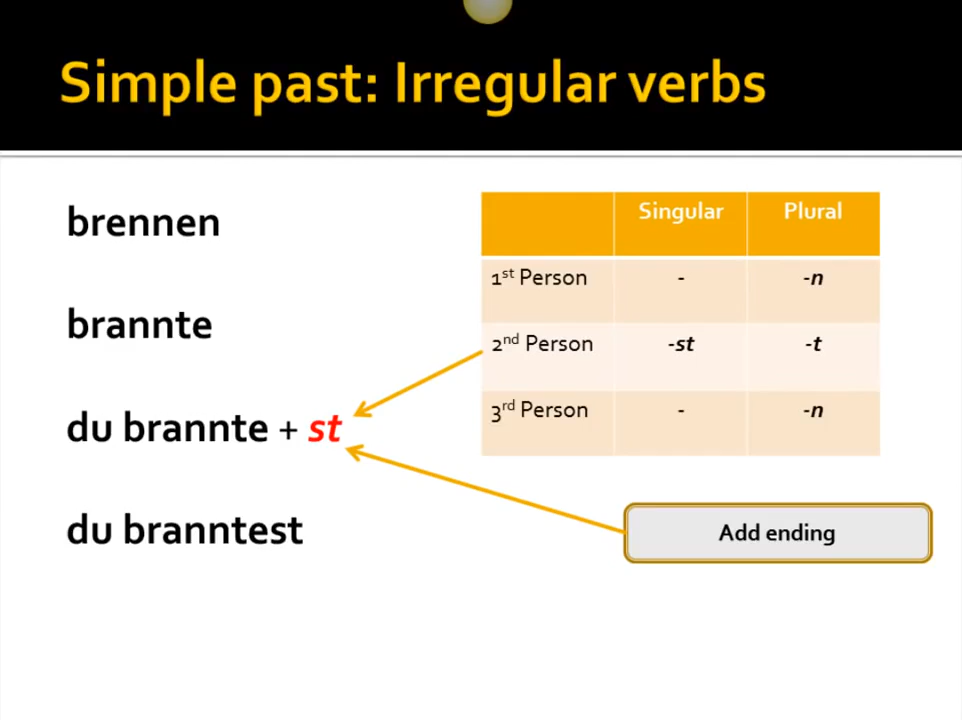 Simple past: Irregular verbs
brennen
brannte
du brannte + st
du branntest
Singular Plural
1st Person - -n
2nd Person -st -t
3rd Person - -n
Add ending